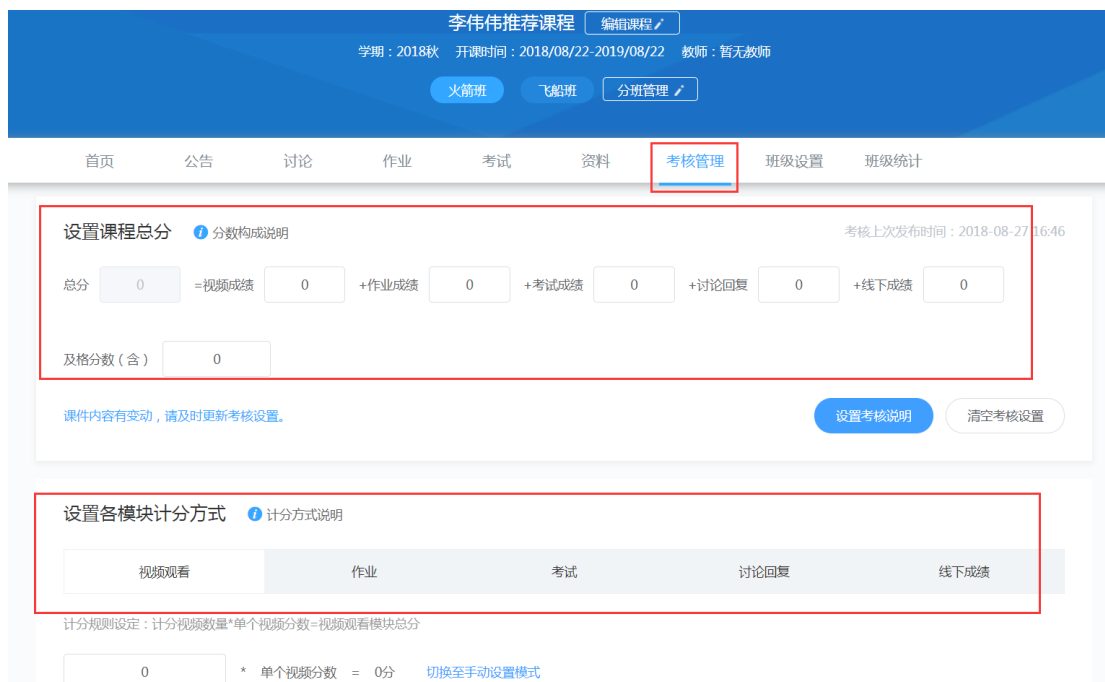 李伟伟推荐课程 编辑课程
学期：2018秋 开课时间：2018/08/22-2019/08/22 教师：暂无教师
火箭班 飞船班 分班管理
首页 公告 讨论 作业 考试 资料 考核管理 班级设置 班级统计
设置课程总分 分数构成说明 考核上次发布时间：2018-08-27 16:46
总分 0 =视频成绩 0 +作业成绩 0 +考试成绩 0 +讨论回复 0 +线下成绩 0
及格分数（含） 0
课件内容有变动，请及时更新考核设置。 设置考核说明 清空考核设置
设置各模块计分方式 计分方式说明
视频观看 作业 考试 讨论回复 线下成绩
计分规则设定：计分视频数量*单个视频分数=视频观看模块总分
0 * 单个视频分数 = 0分 切换至手动设置模式